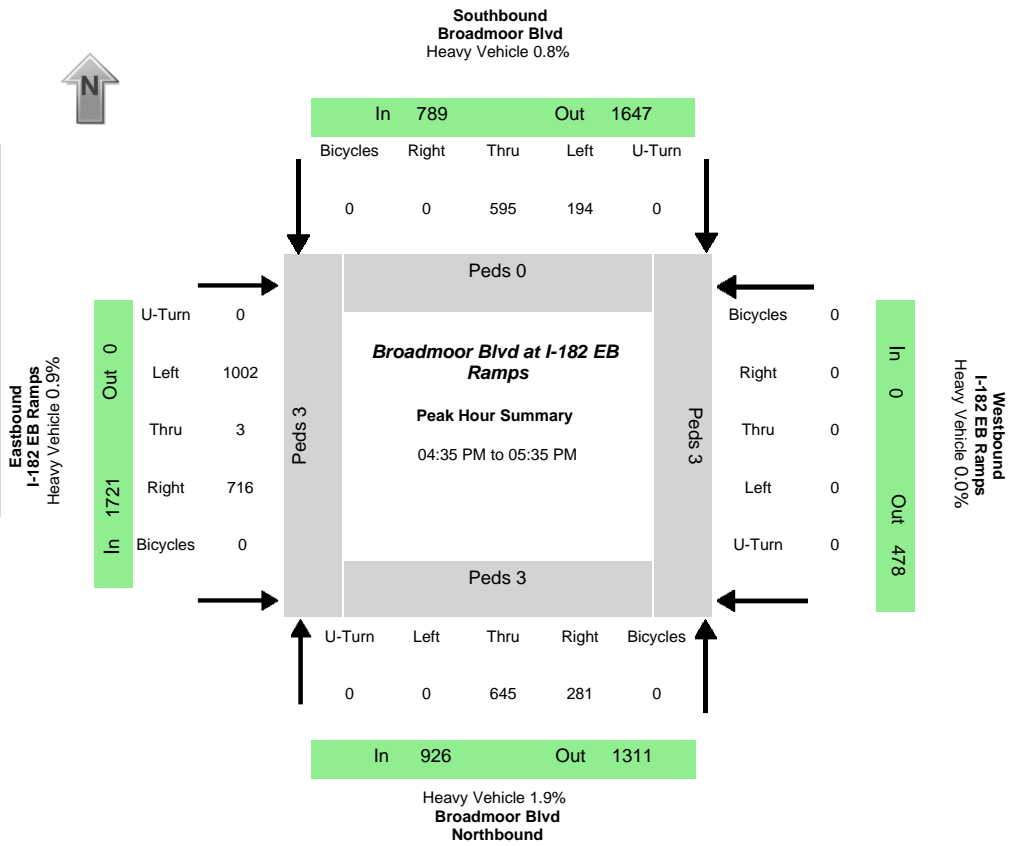 Southbound
Broadmoor Blvd
Heavy Vehicle 0.8%
N
In 789 Out 1647
Bicycles Right Thru Left U-Turn
0 0 595 194 0
Peds 0
U-Turn 0
Left 1002
Thru 3
Right 716
Bicycles 0
Out 0
In 1721
Eastbound
I-182 EB Ramps
Heavy Vehicle 0.9%
Peds 3
Broadmoor Blvd at I-182 EB
Ramps
Peak Hour Summary
04:35 PM to 05:35 PM
Peds 3
Bicycles 0
Right 0
Thru 0
Left 0
U-Turn 0
In 0
Out 478
Westbound
I-182 EB Ramps
Heavy Vehicle 0.0%
Peds 3
U-Turn Left Thru Right Bicycles
0 0 645 281 0
In 926 Out 1311
Heavy Vehicle 1.9%
Broadmoor Blvd
Northbound